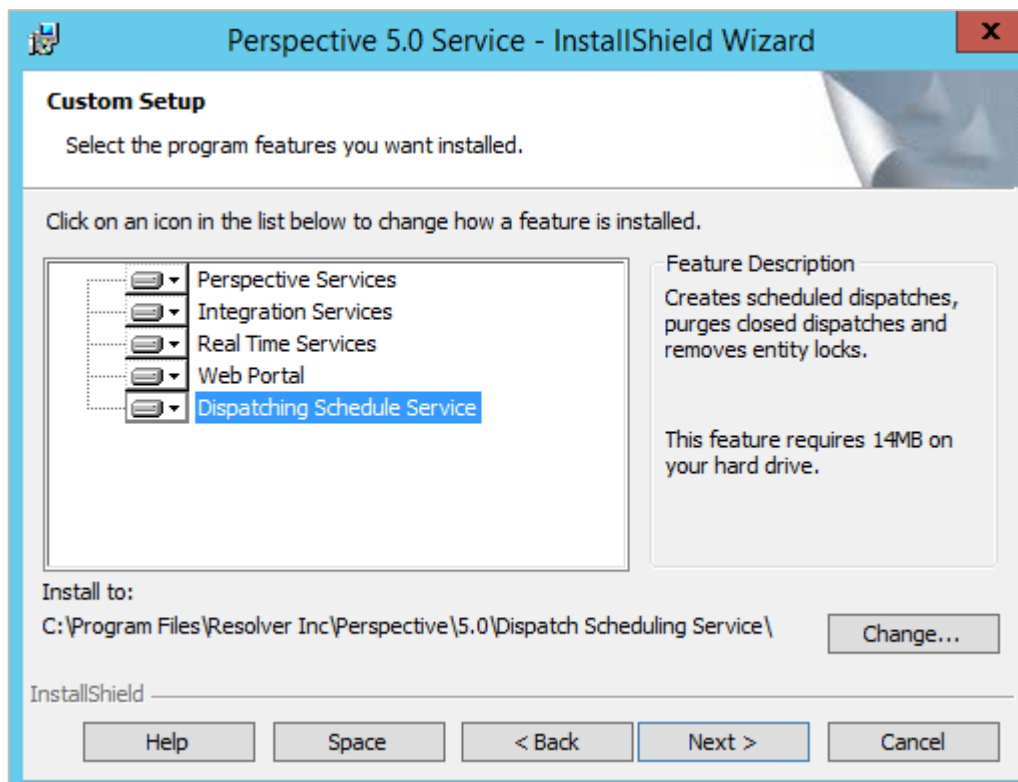 Perspective 5.0 Service - InstallShield Wizard
x
Custom Setup
Select the program features you want installed.
Click on an icon in the list below to change how a feature is installed.
Perspective Services
Integration Services
Real Time Services
Web Portal
Dispatching Schedule Service
Feature Description
Creates scheduled dispatches,
purges closed dispatches and
removes entity locks.
This feature requires 14MB on
your hard drive.
Install to:
C:\Program Files\Resolver Inc\Perspective\5.0\Dispatch Scheduling Service\
Change...
InstallShield
Help
Space
< Back
Next >
Cancel